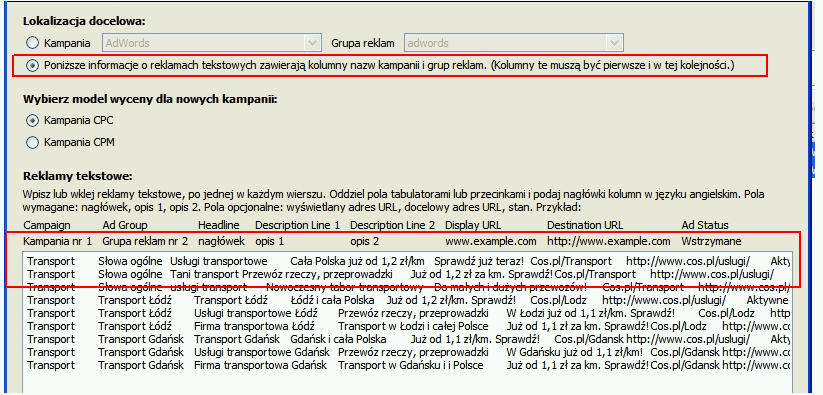 Lokalizacja docelowa:
Kampania AdWords Grupa reklam adwords
Poniższe informacje o reklamach tekstowych zawierają kolumny nazw kampanii i grup reklam. (Kolumny te muszą być pierwsze i w tej kolejności.)
Wybierz model wyceny dla nowych kampanii:
Kampania CPC
Kampania CPM
Reklamy tekstowe:
Wpisz lub wklej reklamy tekstowe, po jednej w każdym wierszu. Oddziel pola tabulatorami lub przecinkami i podaj nagłówki kolumn w języku angielskim. Pola
wymagane: nagłówek, opis 1, opis 2. Pola opcjonalne: wyświetlany adres URL, docelowy adres URL, stan. Przykład:
Campaign Ad Group Headline Description Line 1 Description Line 2 Display URL Destination URL Ad Status
Kampania nr 1 Grupa reklam nr 2 nagłówek opis 1 opis 2 www.example.com http://www.example.com Wstrzymane
Transport Słowa ogólne Usługi transportowe Cała Polska już od 1,2 zł/km Sprawdź już teraz! Cos.pl/Transport http://www.cos.pl/uslugi/ Akty
Transport Słowa ogólne Tani transport Przewóz rzeczy, przeprowadzki Już od 1,2 zł za km. Sprawdź! Cos.pl/Transport http://www.cos.pl/uslugi/
Transport Słowa ogólne usługi transport Nowoczesny tabor transportowy Do małych i dużych przewozów! Cos.pl/Transport http://www.cos.pl/us
Transport Transport Łódź Transport Łódź Łódź i cała Polska Już od 1,2 zł/km. Sprawdź! Cos.pl/Lodz http://www.cos.pl/uslugi/ Aktywne
Transport Transport Łódź Usługi transportowe Łódź Przewóz rzeczy, przeprowadzki W Łodzi już od 1,1 zł/km. Sprawdź! Cos.pl/Lodz http
Transport Transport Łódź Firma transportowa Łódź Transport w Łodzi i całej Polsce Już od 1,1 zł za km. Sprawdź! Cos.pl/Lodz http://www.co
Transport Transport Gdańsk Transport Gdańsk Gdańsk i cała Polska Już od 1,1 zł/km. Sprawdź! Cos.pl/Gdansk http://www.cos.pl/uslugi/ Akty
Transport Transport Gdańsk Usługi transportowe Gdańsk Przewóz rzeczy, przeprowadzki W Gdańsku już od 1,1 zł/km! Cos.pl/Gdansk http://w
Transport Transport Gdańsk Firma transportowa Gdańsk Transport w Gdańsku i i Polsce Już od 1,1 zł za km. Sprawdź! Cos.pl/Gdansk http://www.cc